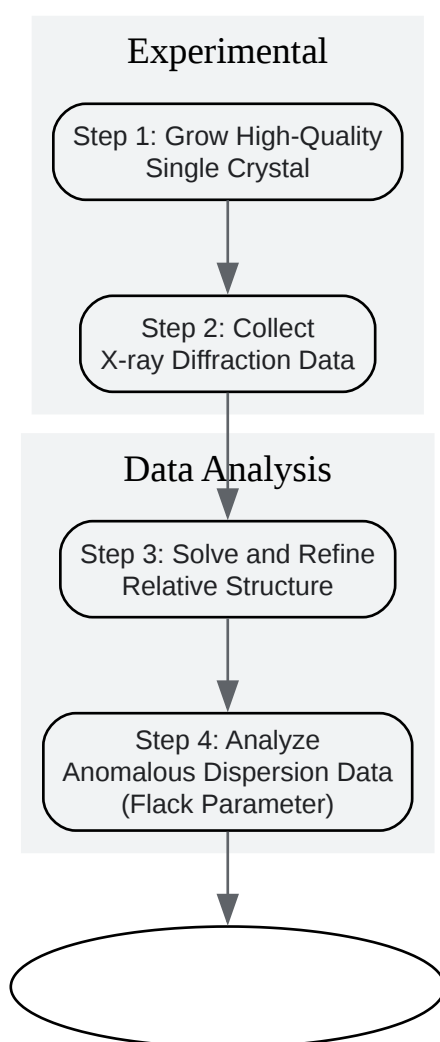 Experimental
Step 1: Grow High-Quality
Single Crystal
Step 2: Collect
X-ray Diffraction Data
Data Analysis
Step 3: Solve and Refine
Relative Structure
Step 4: Analyze
Anomalous Dispersion Data
(Flack Parameter)